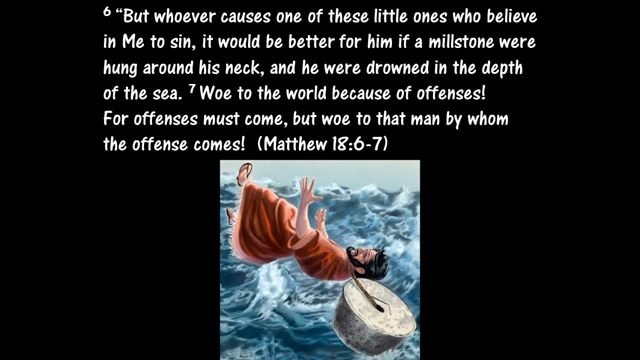 6 “But whoever causes one of these little ones who believe
in Me to sin, it would be better for him if a millstone were
hung around his neck, and he were drowned in the depth
of the sea. 7 Woe to the world because of offenses!
For offenses must come, but woe to that man by whom
the offense comes!  (Matthew 18:6-7)